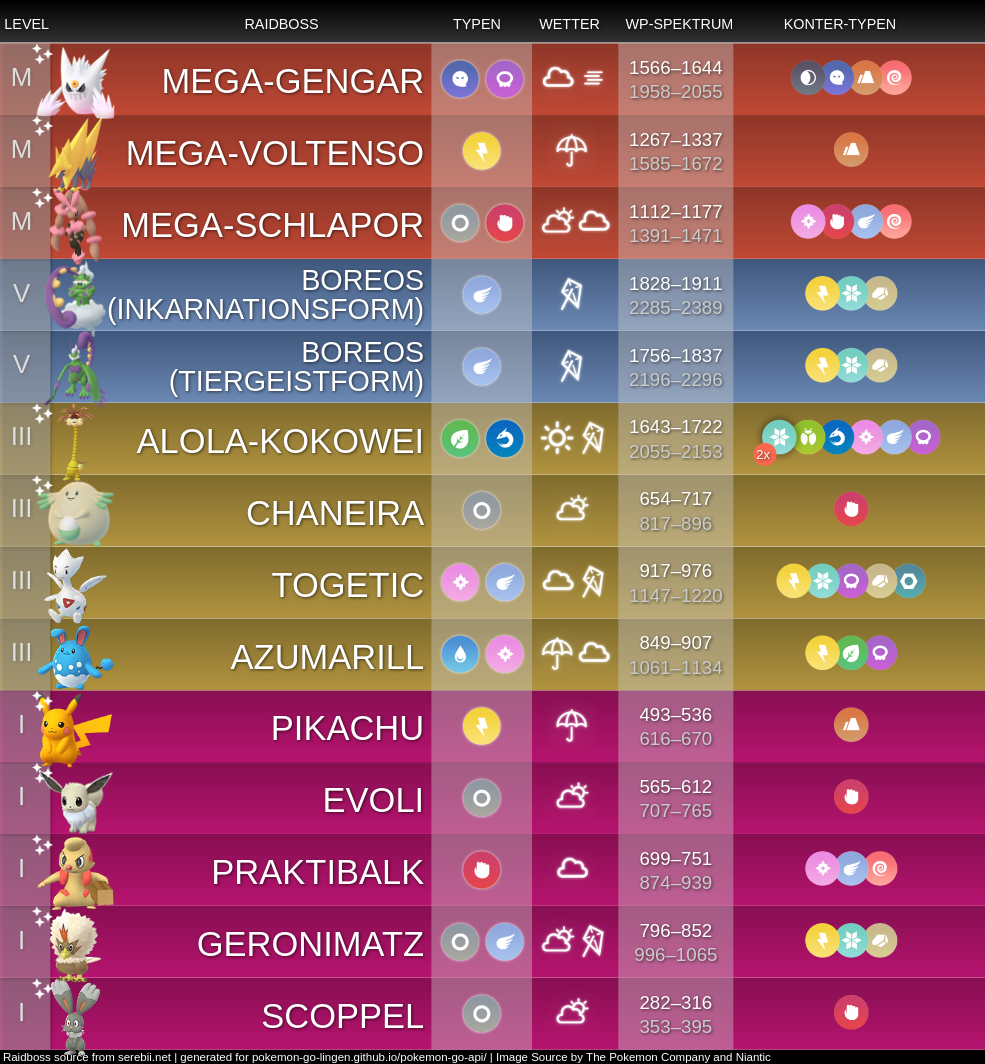 LEVEL RAIDBOSS TYPEN WETTER WP-SPEKTRUM KONTER-TYPEN
M MEGA-GENGAR 1566–1644
1958–2055
M MEGA-VOLTENSO 1267–1337
1585–1672
M MEGA-SCHLAPOR 1112–1177
1391–1471
V BOREOS 1828–1911
(INKARNATIONSFORM) 2285–2389
V BOREOS 1756–1837
(TIERGEISTFORM) 2196–2296
III ALOLA-KOKOWEI 1643–1722
2055–2153 2x
III CHANEIRA 654–717
817–896
III TOGETIC 917–976
1147–1220
III AZUMARILL 849–907
1061–1134
I PIKACHU 493–536
616–670
I EVOLI 565–612
707–765
I PRAKTIBALK 699–751
874–939
I GERONIMATZ 796–852
996–1065
I SCOPPEL 282–316
353–395
Raidboss source from serebii.net | generated for pokemon-go-lingen.github.io/pokemon-go-api/ | Image Source by The Pokemon Company and Niantic